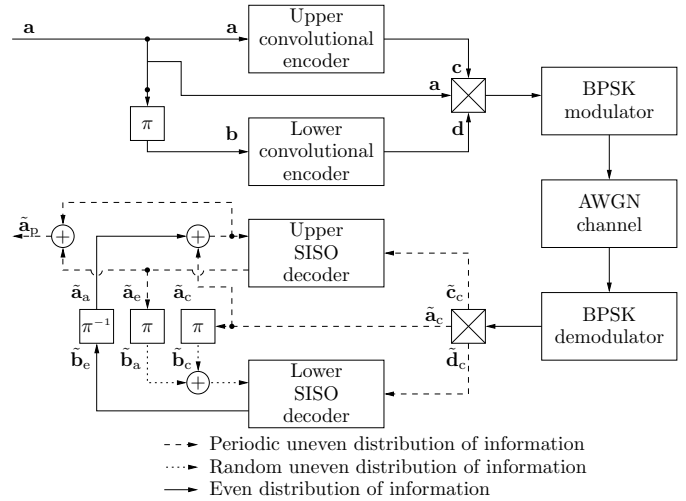 a
a
Upper
convolutional
encoder
c
a
BPSK
modulator
π
b
Lower
convolutional
encoder
d
AWGN
channel
ã_p
+
+
Upper
SISO
decoder
ã_a
ã_e
ã_c
ã_c
c̃_c
π⁻¹
π
π
BPSK
demodulator
b̃_e
b̃_a
b̃_c
d̃_c
+
Lower
SISO
decoder
Periodic uneven distribution of information
Random uneven distribution of information
Even distribution of information